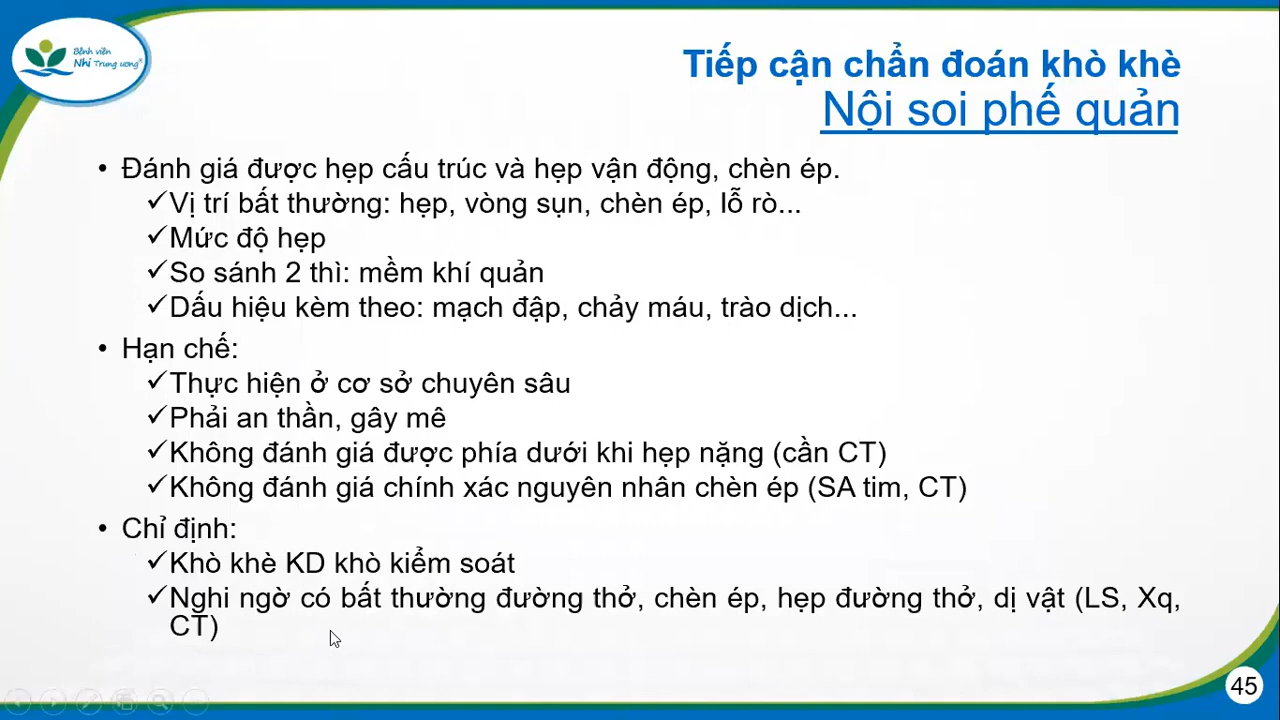 Bệnh viện
Nhi Trung ương®
Tiếp cận chẩn đoán khò khè
Nội soi phế quản
• Đánh giá được hẹp cấu trúc và hẹp vận động, chèn ép.
✓Vị trí bất thường: hẹp, vòng sụn, chèn ép, lỗ rò...
✓Mức độ hẹp
✓So sánh 2 thì: mềm khí quản
✓Dấu hiệu kèm theo: mạch đập, chảy máu, trào dịch...
• Hạn chế:
✓Thực hiện ở cơ sở chuyên sâu
✓Phải an thần, gây mê
✓Không đánh giá được phía dưới khi hẹp nặng (cần CT)
✓Không đánh giá chính xác nguyên nhân chèn ép (SA tim, CT)
• Chỉ định:
✓Khò khè KD khò kiểm soát
✓Nghi ngờ có bất thường đường thở, chèn ép, hẹp đường thở, dị vật (LS, Xq,
CT)
45